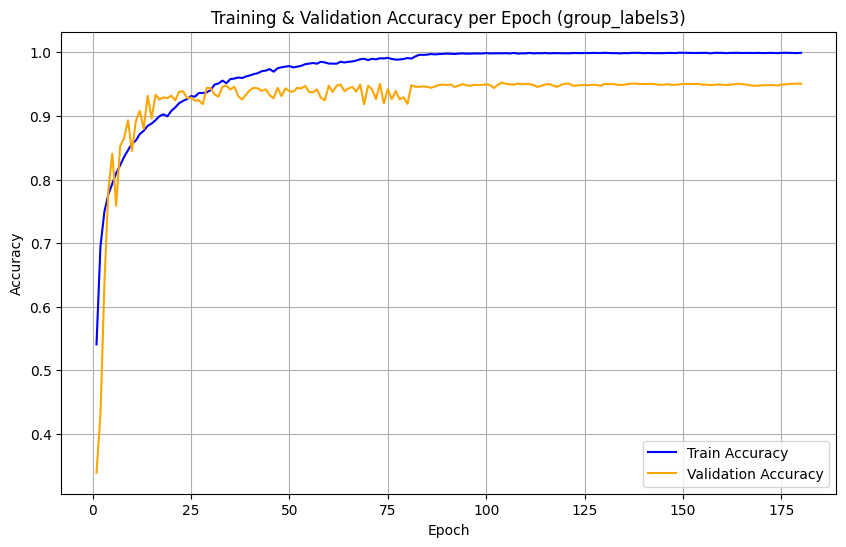 Training & Validation Accuracy per Epoch (group_labels3)
1.0
0.9
0.8
0.7
0.6
0.5
0.4
Accuracy
0 25 50 75 100 125 150 175
Epoch
Train Accuracy
Validation Accuracy